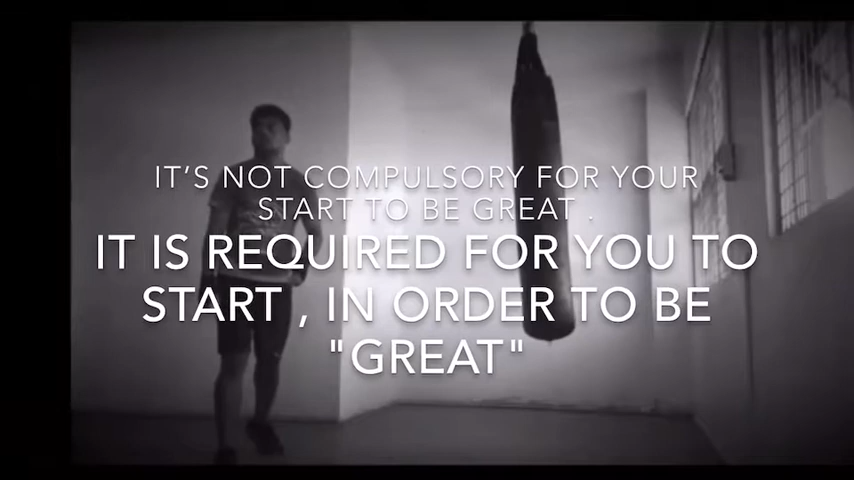 IT’S NOT COMPULSORY FOR YOUR
START TO BE GREAT .
IT IS REQUIRED FOR YOU TO
START , IN ORDER TO BE
"GREAT"